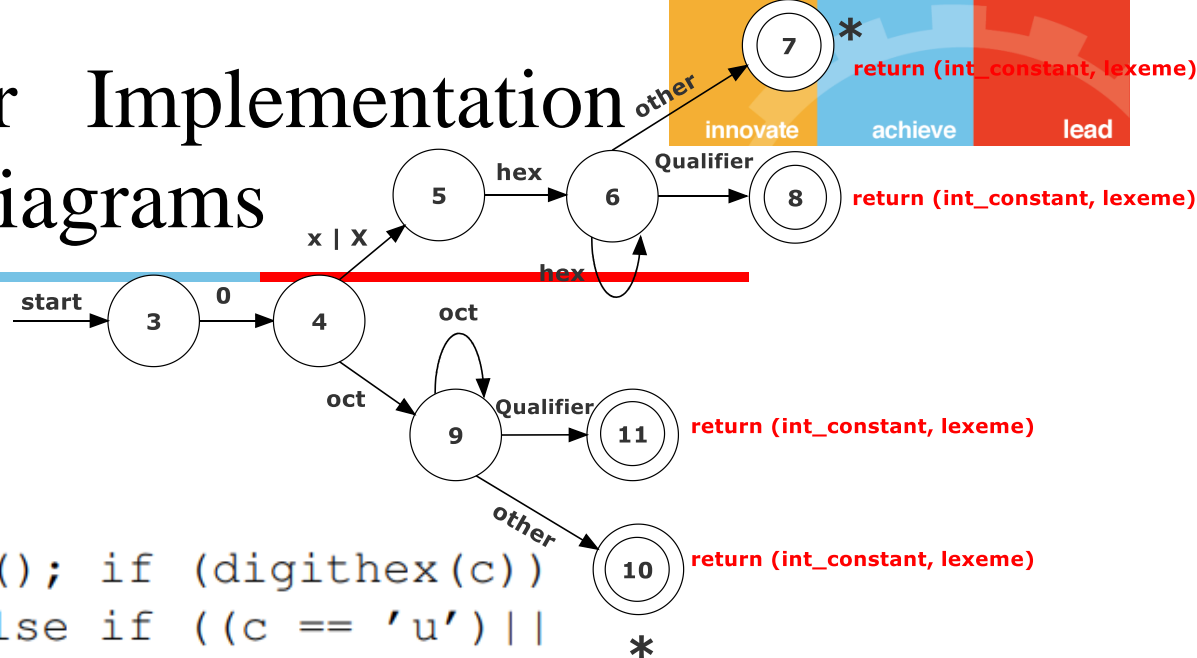 7 *
return (int_constant, lexeme)
Implementation
other
innovate achieve lead
Qualifier
5 hex 6 8
return (int_constant, lexeme)
x | X
hex
start 3 0 4
oct
oct
Qualifier
9 11
return (int_constant, lexeme)
other
10
return (int_constant, lexeme)
(); if (digithex(c))
if ((c == 'u')||
*